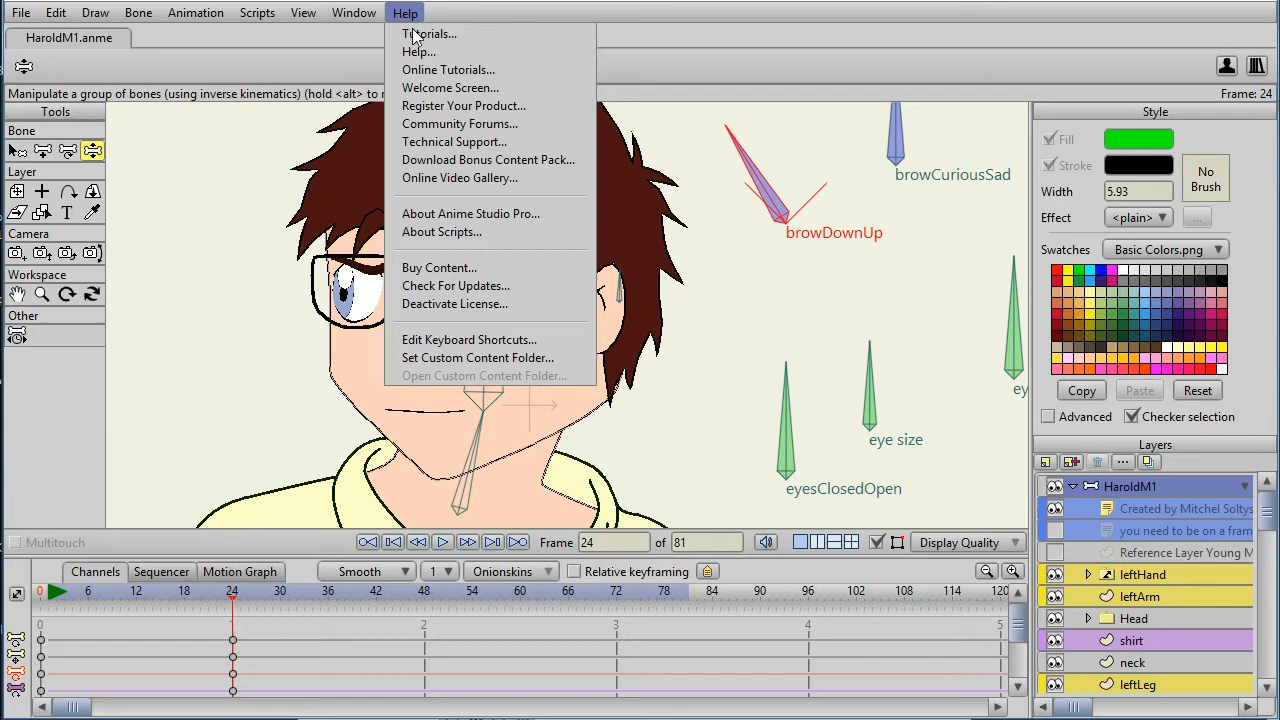 File Edit Draw Bone Animation Scripts View Window Help
HaroldM1.anme
Manipulate a group of bones (using inverse kinematics) (hold <alt> to
Frame: 24
Tutorials...
Help...
Online Tutorials...
Welcome Screen...
Register Your Product...
Community Forums...
Technical Support...
Download Bonus Content Pack...
Online Video Gallery...
About Anime Studio Pro...
About Scripts...
Buy Content...
Check For Updates...
Deactivate License...
Edit Keyboard Shortcuts...
Set Custom Content Folder...
Open Custom Content Folder...
Tools
Bone
Layer
Camera
Workspace
Other
browCuriousSad
browDownUp
ey
eye size
eyesClosedOpen
Style
Fill
Stroke
No Brush
Width 5.93
Effect <plain> ...
Swatches Basic Colors.png
Copy Paste Reset
Advanced Checker selection
Layers
HaroldM1
Created by Mitchel Soltys
you need to be on a fram
Reference Layer Young M
leftHand
leftArm
Head
shirt
neck
leftLeg
Multitouch
Frame 24 of 81
Display Quality
Channels Sequencer Motion Graph
Smooth 1 Onionskins Relative keyframing
0 6 12 18 24 30 36 42 48 54 60 66 72 78 84 90 96 102 108 114 120
0 2 3 4 5